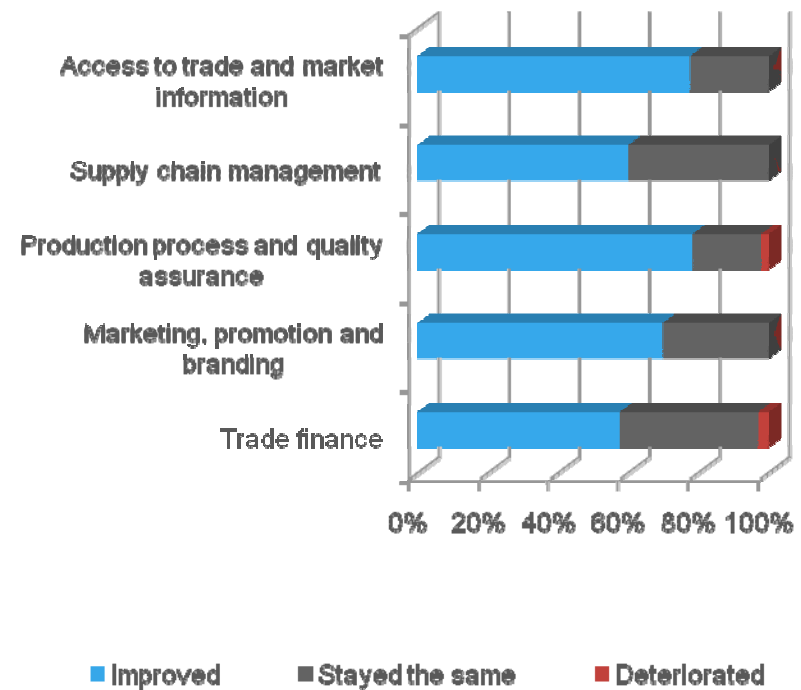 Access to trade and market
information
Supply chain management
Production process and quality
assurance
Marketing, promotion and
branding
Trade finance
0% 20% 40% 60% 80% 100%
Improved Stayed the same Deteriorated